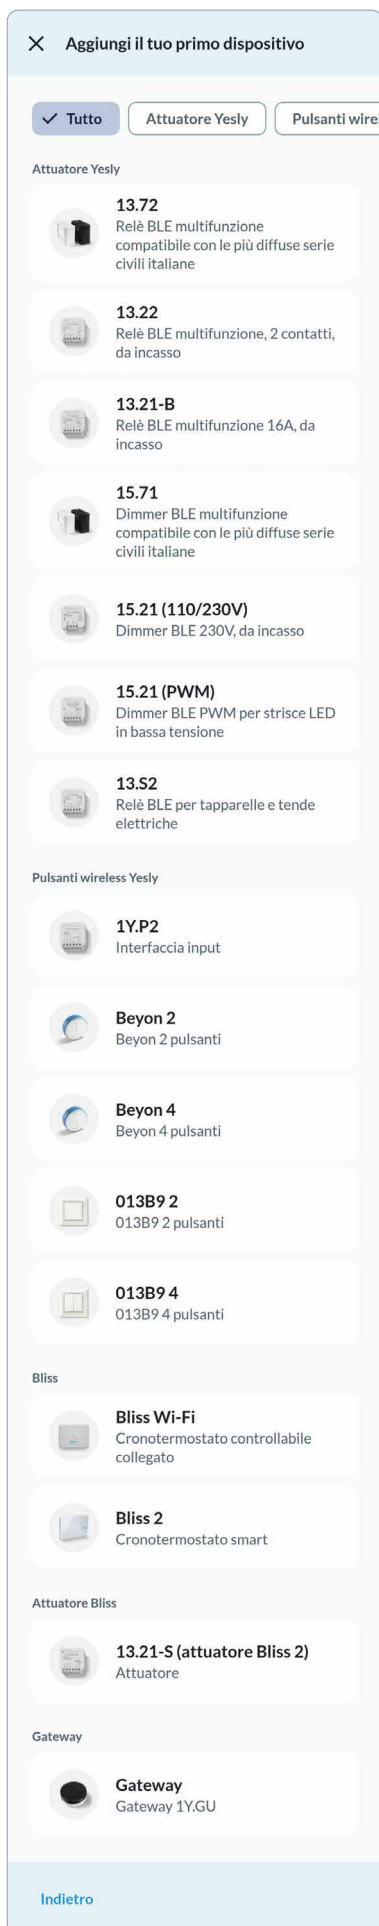 Aggiungi il tuo primo dispositivo
Tutto
Attuatore Yesly
Pulsanti wirel
Attuatore Yesly
13.72
Relè BLE multifunzione
compatibile con le più diffuse serie
civili italiane
13.22
Relè BLE multifunzione, 2 contatti,
da incasso
13.21-B
Relè BLE multifunzione 16A, da
incasso
15.71
Dimmer BLE multifunzione
compatibile con le più diffuse serie
civili italiane
15.21 (110/230V)
Dimmer BLE 230V, da incasso
15.21 (PWM)
Dimmer BLE PWM per strisce LED
in bassa tensione
13.S2
Relè BLE per tapparelle e tende
elettriche
Pulsanti wireless Yesly
1Y.P2
Interfaccia input
Beyon 2
Beyon 2 pulsanti
Beyon 4
Beyon 4 pulsanti
013B9 2
013B9 2 pulsanti
013B9 4
013B9 4 pulsanti
Bliss
Bliss Wi-Fi
Cronotermostato controllabile
collegato
Bliss 2
Cronotermostato smart
Attuatore Bliss
13.21-S (attuatore Bliss 2)
Attuatore
Gateway
Gateway
Gateway 1Y.GU
Indietro